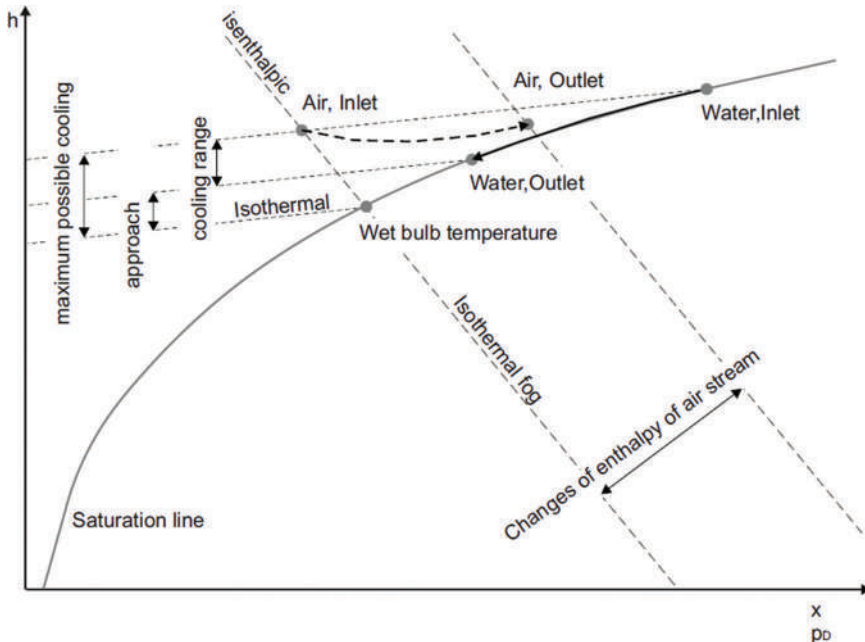 h
isenthalpic
Air, Inlet
Air, Outlet
Water,Inlet
maximum possible cooling
approach
cooling range
Water,Outlet
Isothermal
Wet bulb temperature
Isothermal fog
Changes of enthalpy of air stream
Saturation line
x
pD